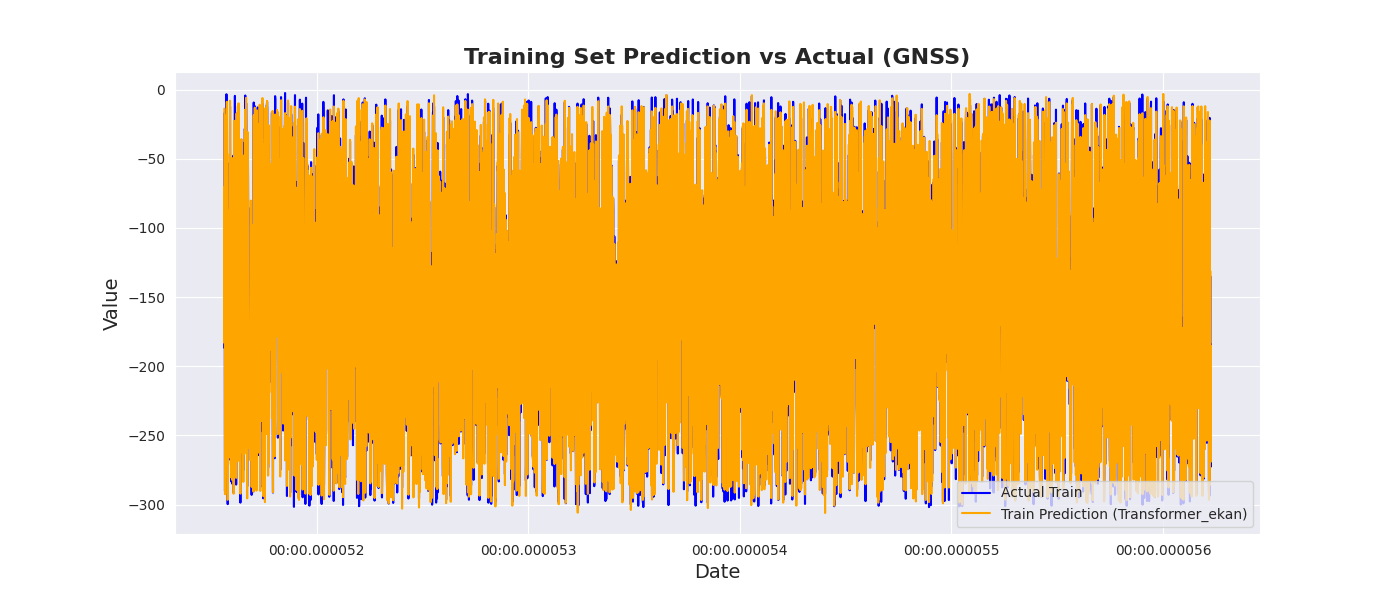 Training Set Prediction vs Actual (GNSS)
Value
0
−50
−100
−150
−200
−250
−300
Actual Train
Train Prediction (Transformer_ekan)
00:00.000052
00:00.000053
00:00.000054
00:00.000055
00:00.000056
Date